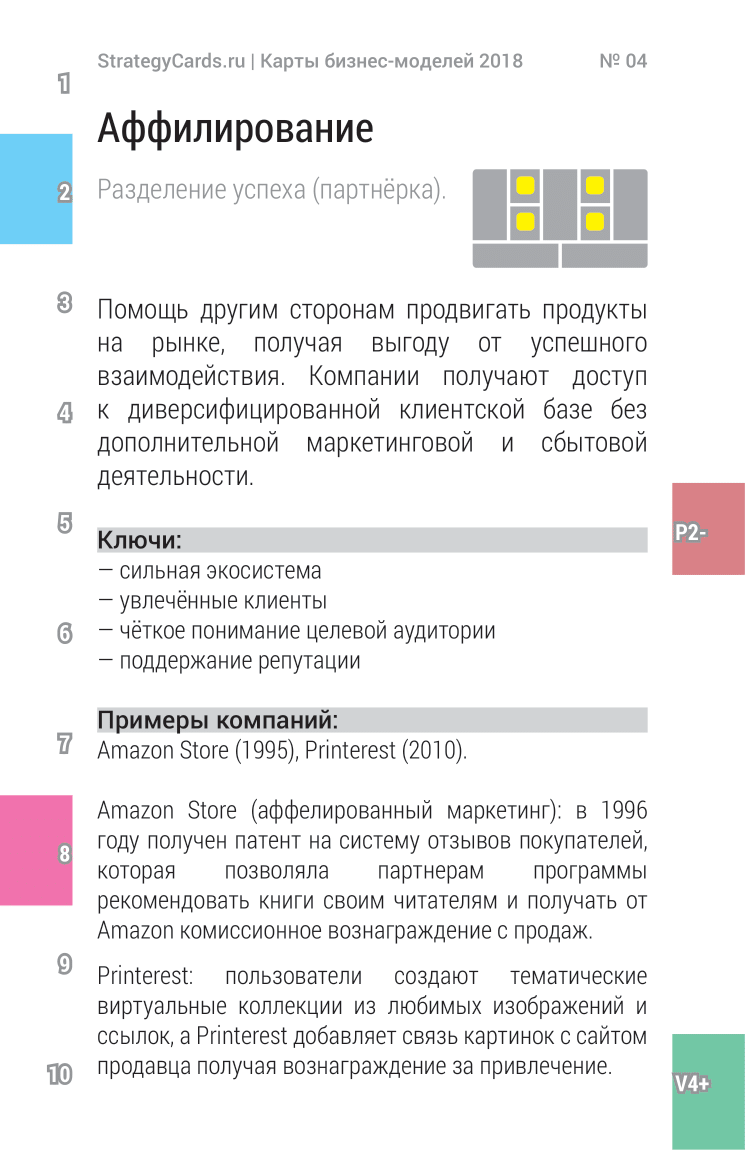 StrategyCards.ru | Карты бизнес-моделей 2018 № 04
1
Аффилирование
2
Разделение успеха (партнёрка).
3
Помощь другим сторонам продвигать продукты
на рынке, получая выгоду от успешного
взаимодействия. Компании получают доступ
4
к диверсифицированной клиентской базе без
дополнительной маркетинговой и сбытовой
деятельности.
5
P2-
Ключи:
— сильная экосистема
— увлечённые клиенты
6
— чёткое понимание целевой аудитории
— поддержание репутации
Примеры компаний:
7
Amazon Store (1995), Printerest (2010).
Amazon Store (аффелированный маркетинг): в 1996
году получен патент на систему отзывов покупателей,
8
которая позволяла партнерам программы
рекомендовать книги своим читателям и получать от
Amazon комиссионное вознаграждение с продаж.
9
Printerest: пользователи создают тематические
виртуальные коллекции из любимых изображений и
ссылок, а Printerest добавляет связь картинок с сайтом
10
продавца получая вознаграждение за привлечение.
V4+